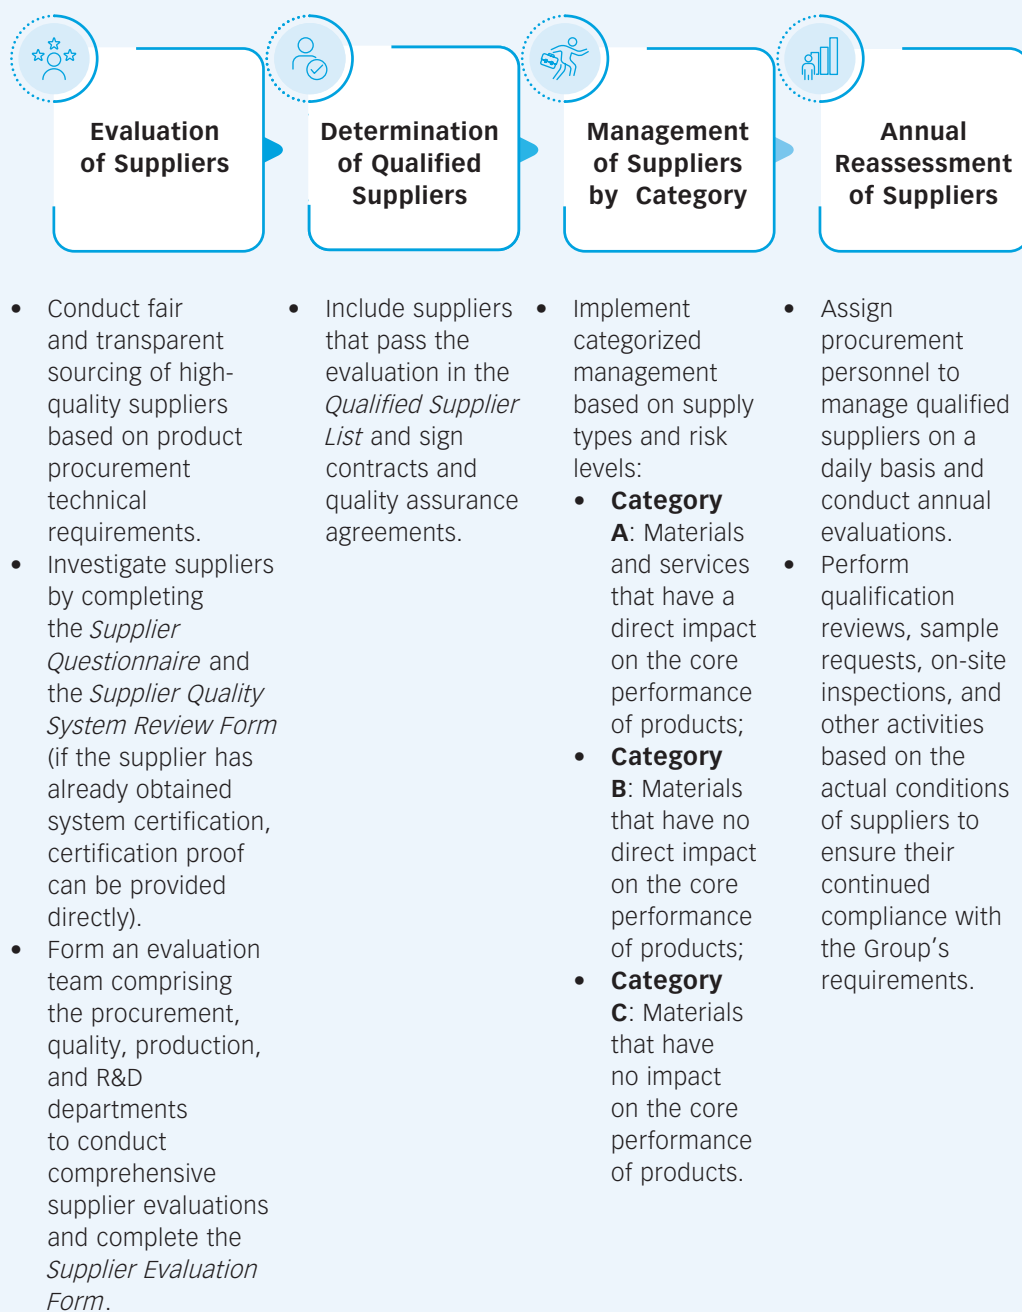 Evaluation
of Suppliers
Determination
of Qualified
Suppliers
Management
of Suppliers
by Category
Annual
Reassessment
of Suppliers
• Conduct fair
and transparent
sourcing of high-
quality suppliers
based on product
procurement
technical
requirements.
• Investigate suppliers
by completing
the Supplier
Questionnaire and
the Supplier Quality
System Review Form
(if the supplier has
already obtained
system certification,
certification proof
can be provided
directly).
• Form an evaluation
team comprising
the procurement,
quality, production,
and R&D
departments
to conduct
comprehensive
supplier evaluations
and complete the
Supplier Evaluation
Form.
• Include suppliers
that pass the
evaluation in the
Qualified Supplier
List and sign
contracts and
quality assurance
agreements.
• Implement
categorized
management
based on supply
types and risk
levels:
• Category
A: Materials
and services
that have a
direct impact
on the core
performance
of products;
• Category
B: Materials
that have no
direct impact
on the core
performance
of products;
• Category
C: Materials
that have
no impact
on the core
performance
of products.
• Assign
procurement
personnel to
manage qualified
suppliers on a
daily basis and
conduct annual
evaluations.
• Perform
qualification
reviews, sample
requests, on-site
inspections, and
other activities
based on the
actual conditions
of suppliers to
ensure their
continued
compliance with
the Group's
requirements.